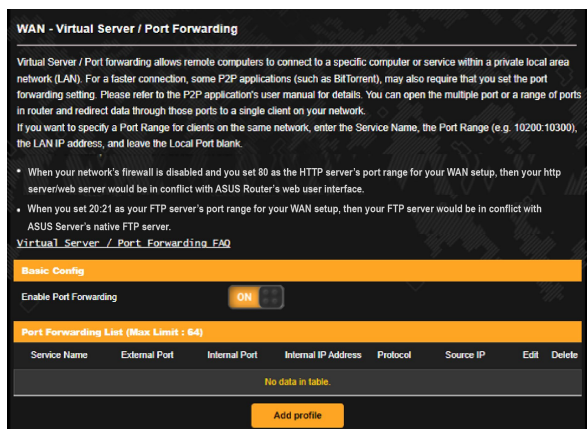 WAN - Virtual Server / Port Forwarding
Virtual Server / Port forwarding allows remote computers to connect to a specific computer or service within a private local area
network (LAN). For a faster connection, some P2P applications (such as BitTorrent), may also require that you set the port
forwarding setting. Please refer to the P2P application's user manual for details. You can open the multiple port or a range of ports
in router and redirect data through those ports to a single client on your network.
If you want to specify a Port Range for clients on the same network, enter the Service Name, the Port Range (e.g. 10200:10300),
the LAN IP address, and leave the Local Port blank.
• When your network's firewall is disabled and you set 80 as the HTTP server's port range for your WAN setup, then your http
server/web server would be in conflict with ASUS Router's web user interface.
• When you set 20:21 as your FTP server's port range for your WAN setup, then your FTP server would be in conflict with
ASUS Server's native FTP server.
Virtual Server / Port Forwarding FAQ
Basic Config
Enable Port Forwarding ON
Port Forwarding List (Max Limit : 64)
Service Name External Port Internal Port Internal IP Address Protocol Source IP Edit Delete
No data in table.
Add profile